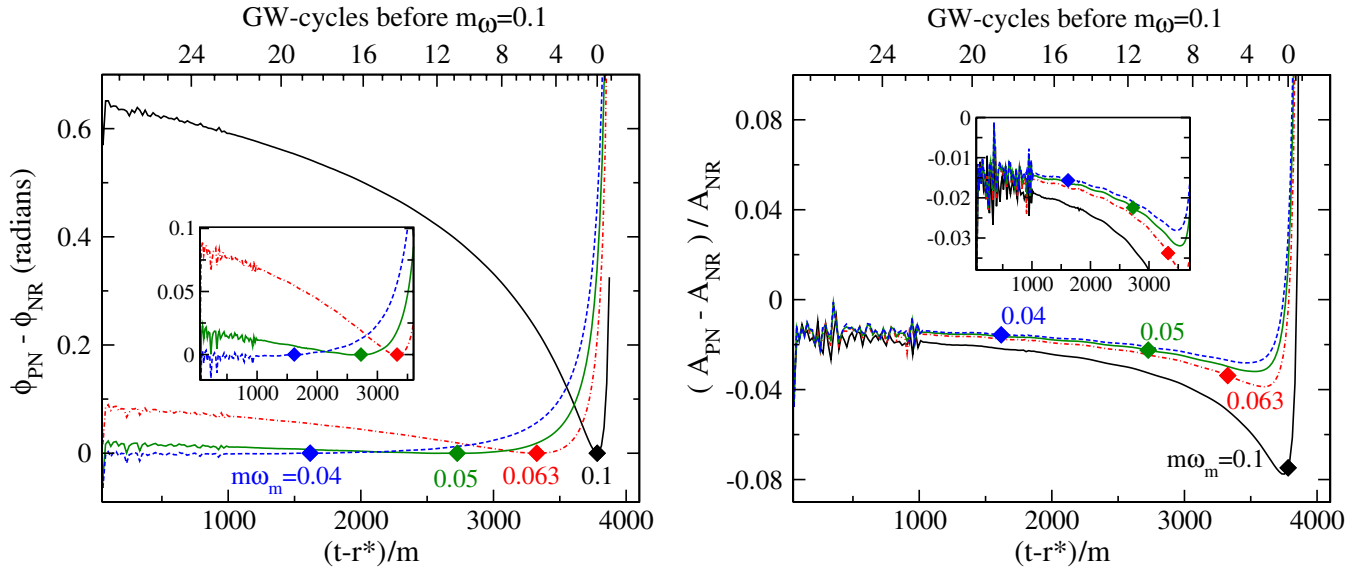 GW-cycles before mω=0.1
24 20 16 12 8 4 0
ϕPN - ϕNR (radians)
0.6
0.4
0.2
0
0.1
0.05
0
1000 2000 3000
mωm=0.04
0.05
0.063
0.1
1000 2000 3000 4000
(t-r*)/m
GW-cycles before mω=0.1
24 20 16 12 8 4 0
( APN - ANR ) / ANR
0.08
0.04
0
-0.04
-0.08
0
-0.01
-0.02
-0.03
1000 2000 3000
0.04
0.05
0.063
mωm=0.1
1000 2000 3000 4000
(t-r*)/m